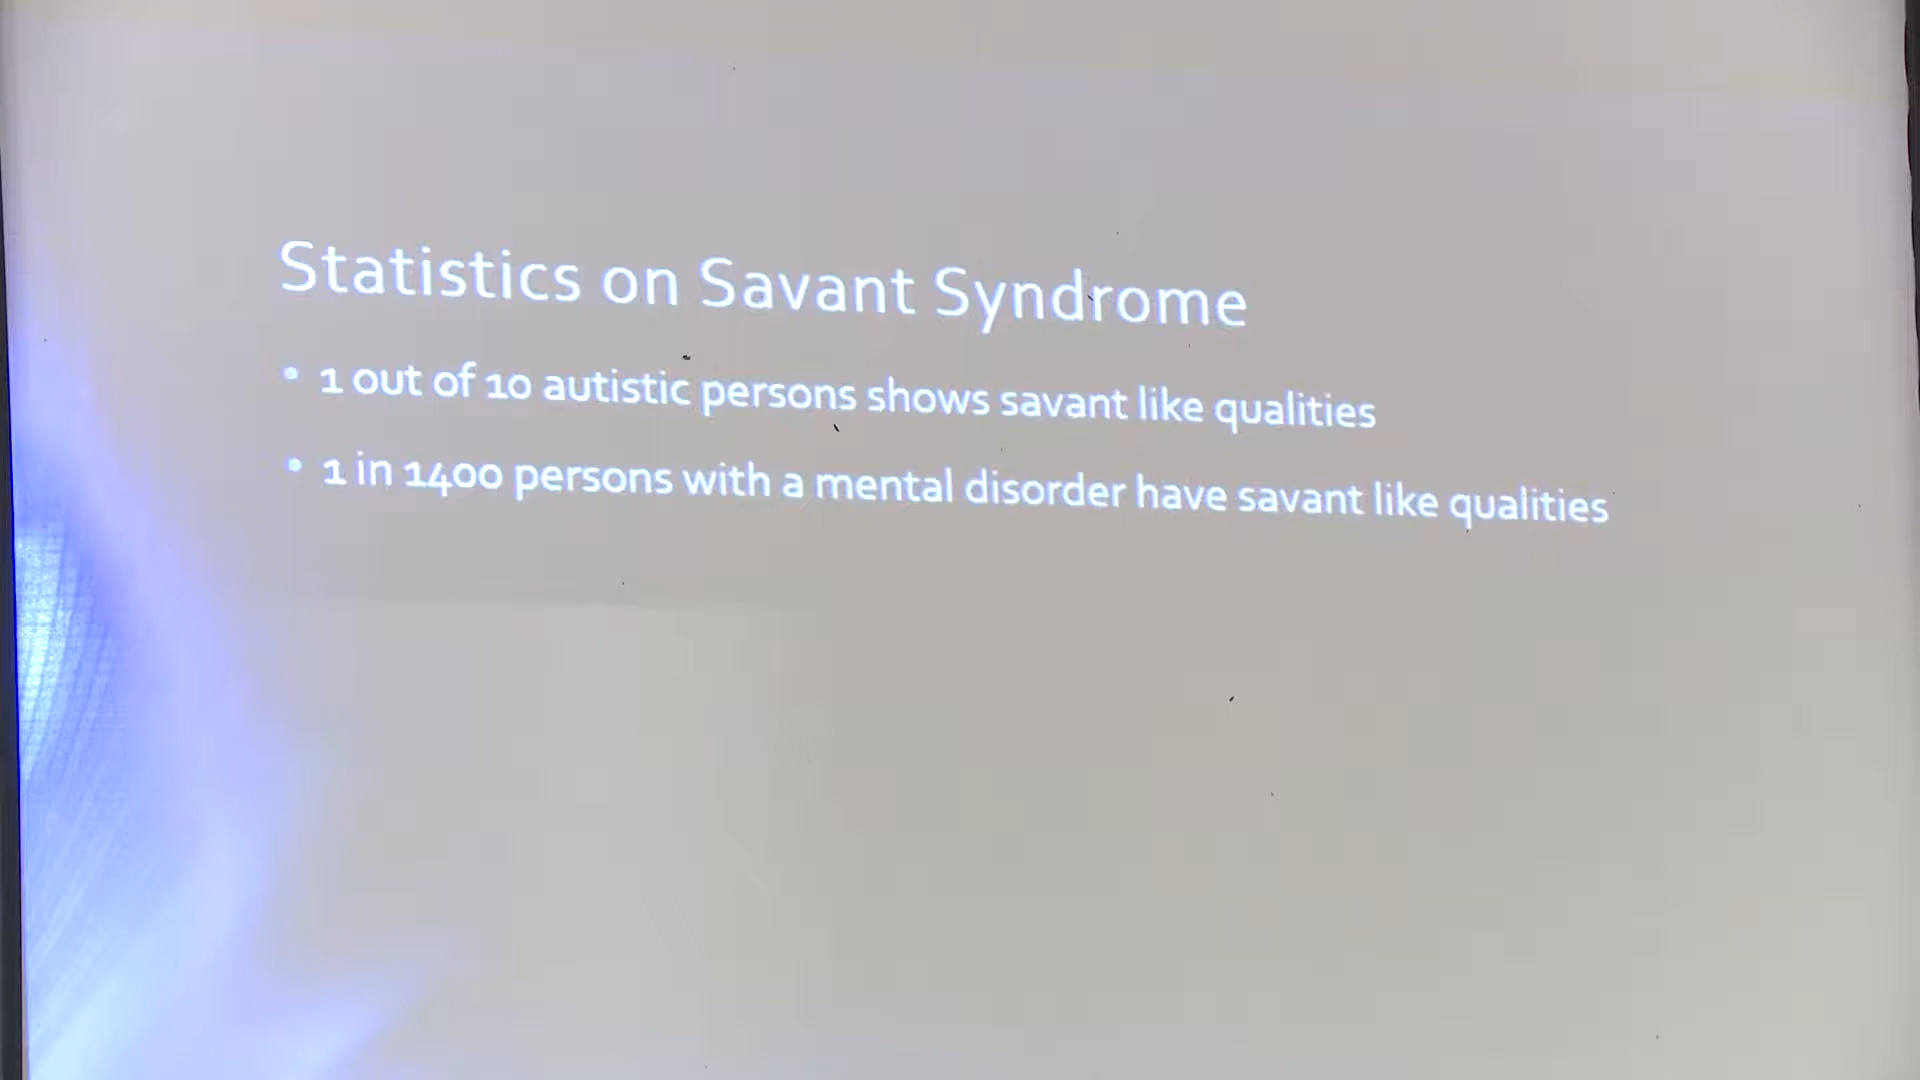 Statistics on Savant Syndrome
• 1 out of 10 autistic persons shows savant like qualities
• 1 in 1400 persons with a mental disorder have savant like qualities